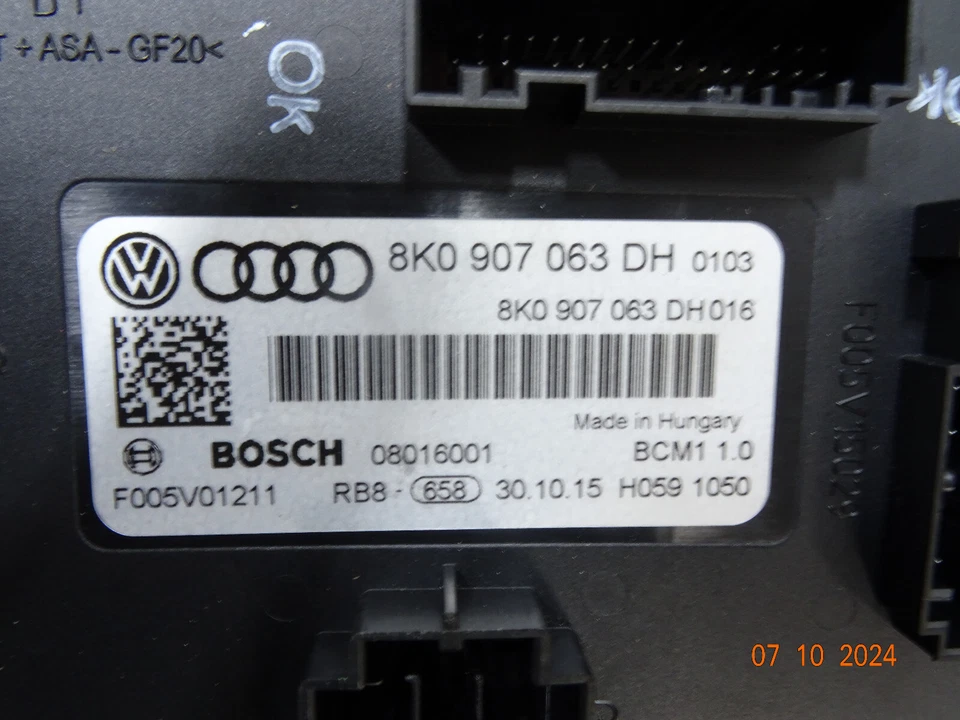 T+ASA-GF20<
OK
OK
8K0 907 063 DH 0103
8K0 907 063 DH016
Made in Hungary
BOSCH 08016001 BCM1 1.0
F005V01211 RB8 - 658 30.10.15 H059 1050
07 10 2024